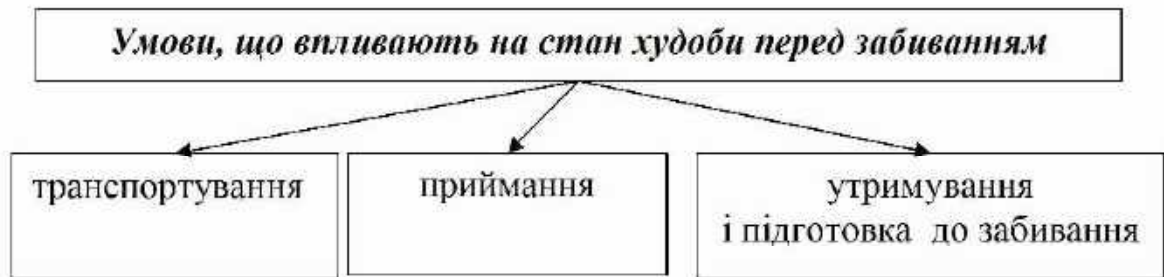 Умови, що впливають на стан худоби перед забиванням
транспортування
приймання
утримування
і підготовка до забивання